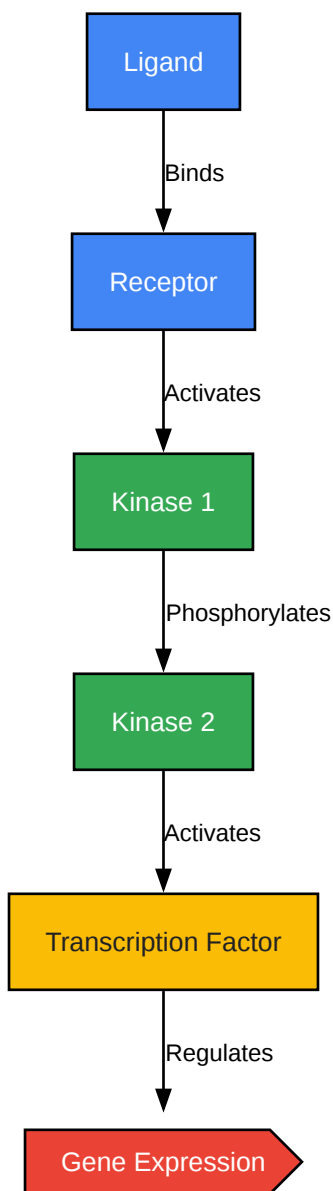 Ligand
Binds
Receptor
Activates
Kinase 1
Phosphorylates
Kinase 2
Activates
Transcription Factor
Regulates
Gene Expression